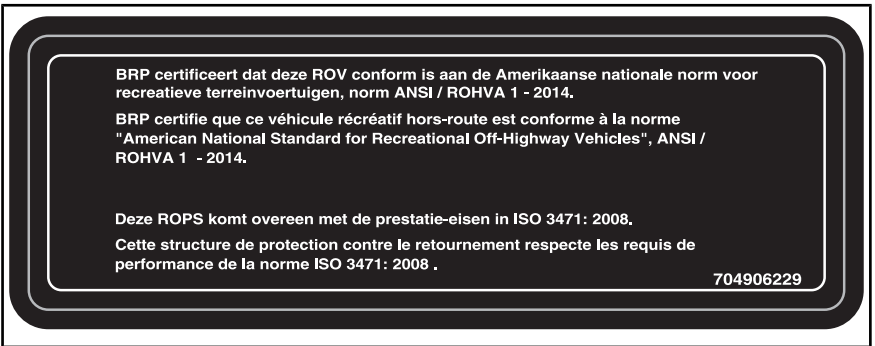 BRP certificeert dat deze ROV conform is aan de Amerikaanse nationale norm voor
recreatieve terreinvoertuigen, norm ANSI / ROHVA 1 - 2014.
BRP certifie que ce véhicule récréatif hors-route est conforme à la norme
"American National Standard for Recreational Off-Highway Vehicles", ANSI /
ROHVA 1 - 2014.
Deze ROPS komt overeen met de prestatie-eisen in ISO 3471: 2008.
Cette structure de protection contre le retournement respecte les requis de
performance de la norme ISO 3471: 2008 .
704906229